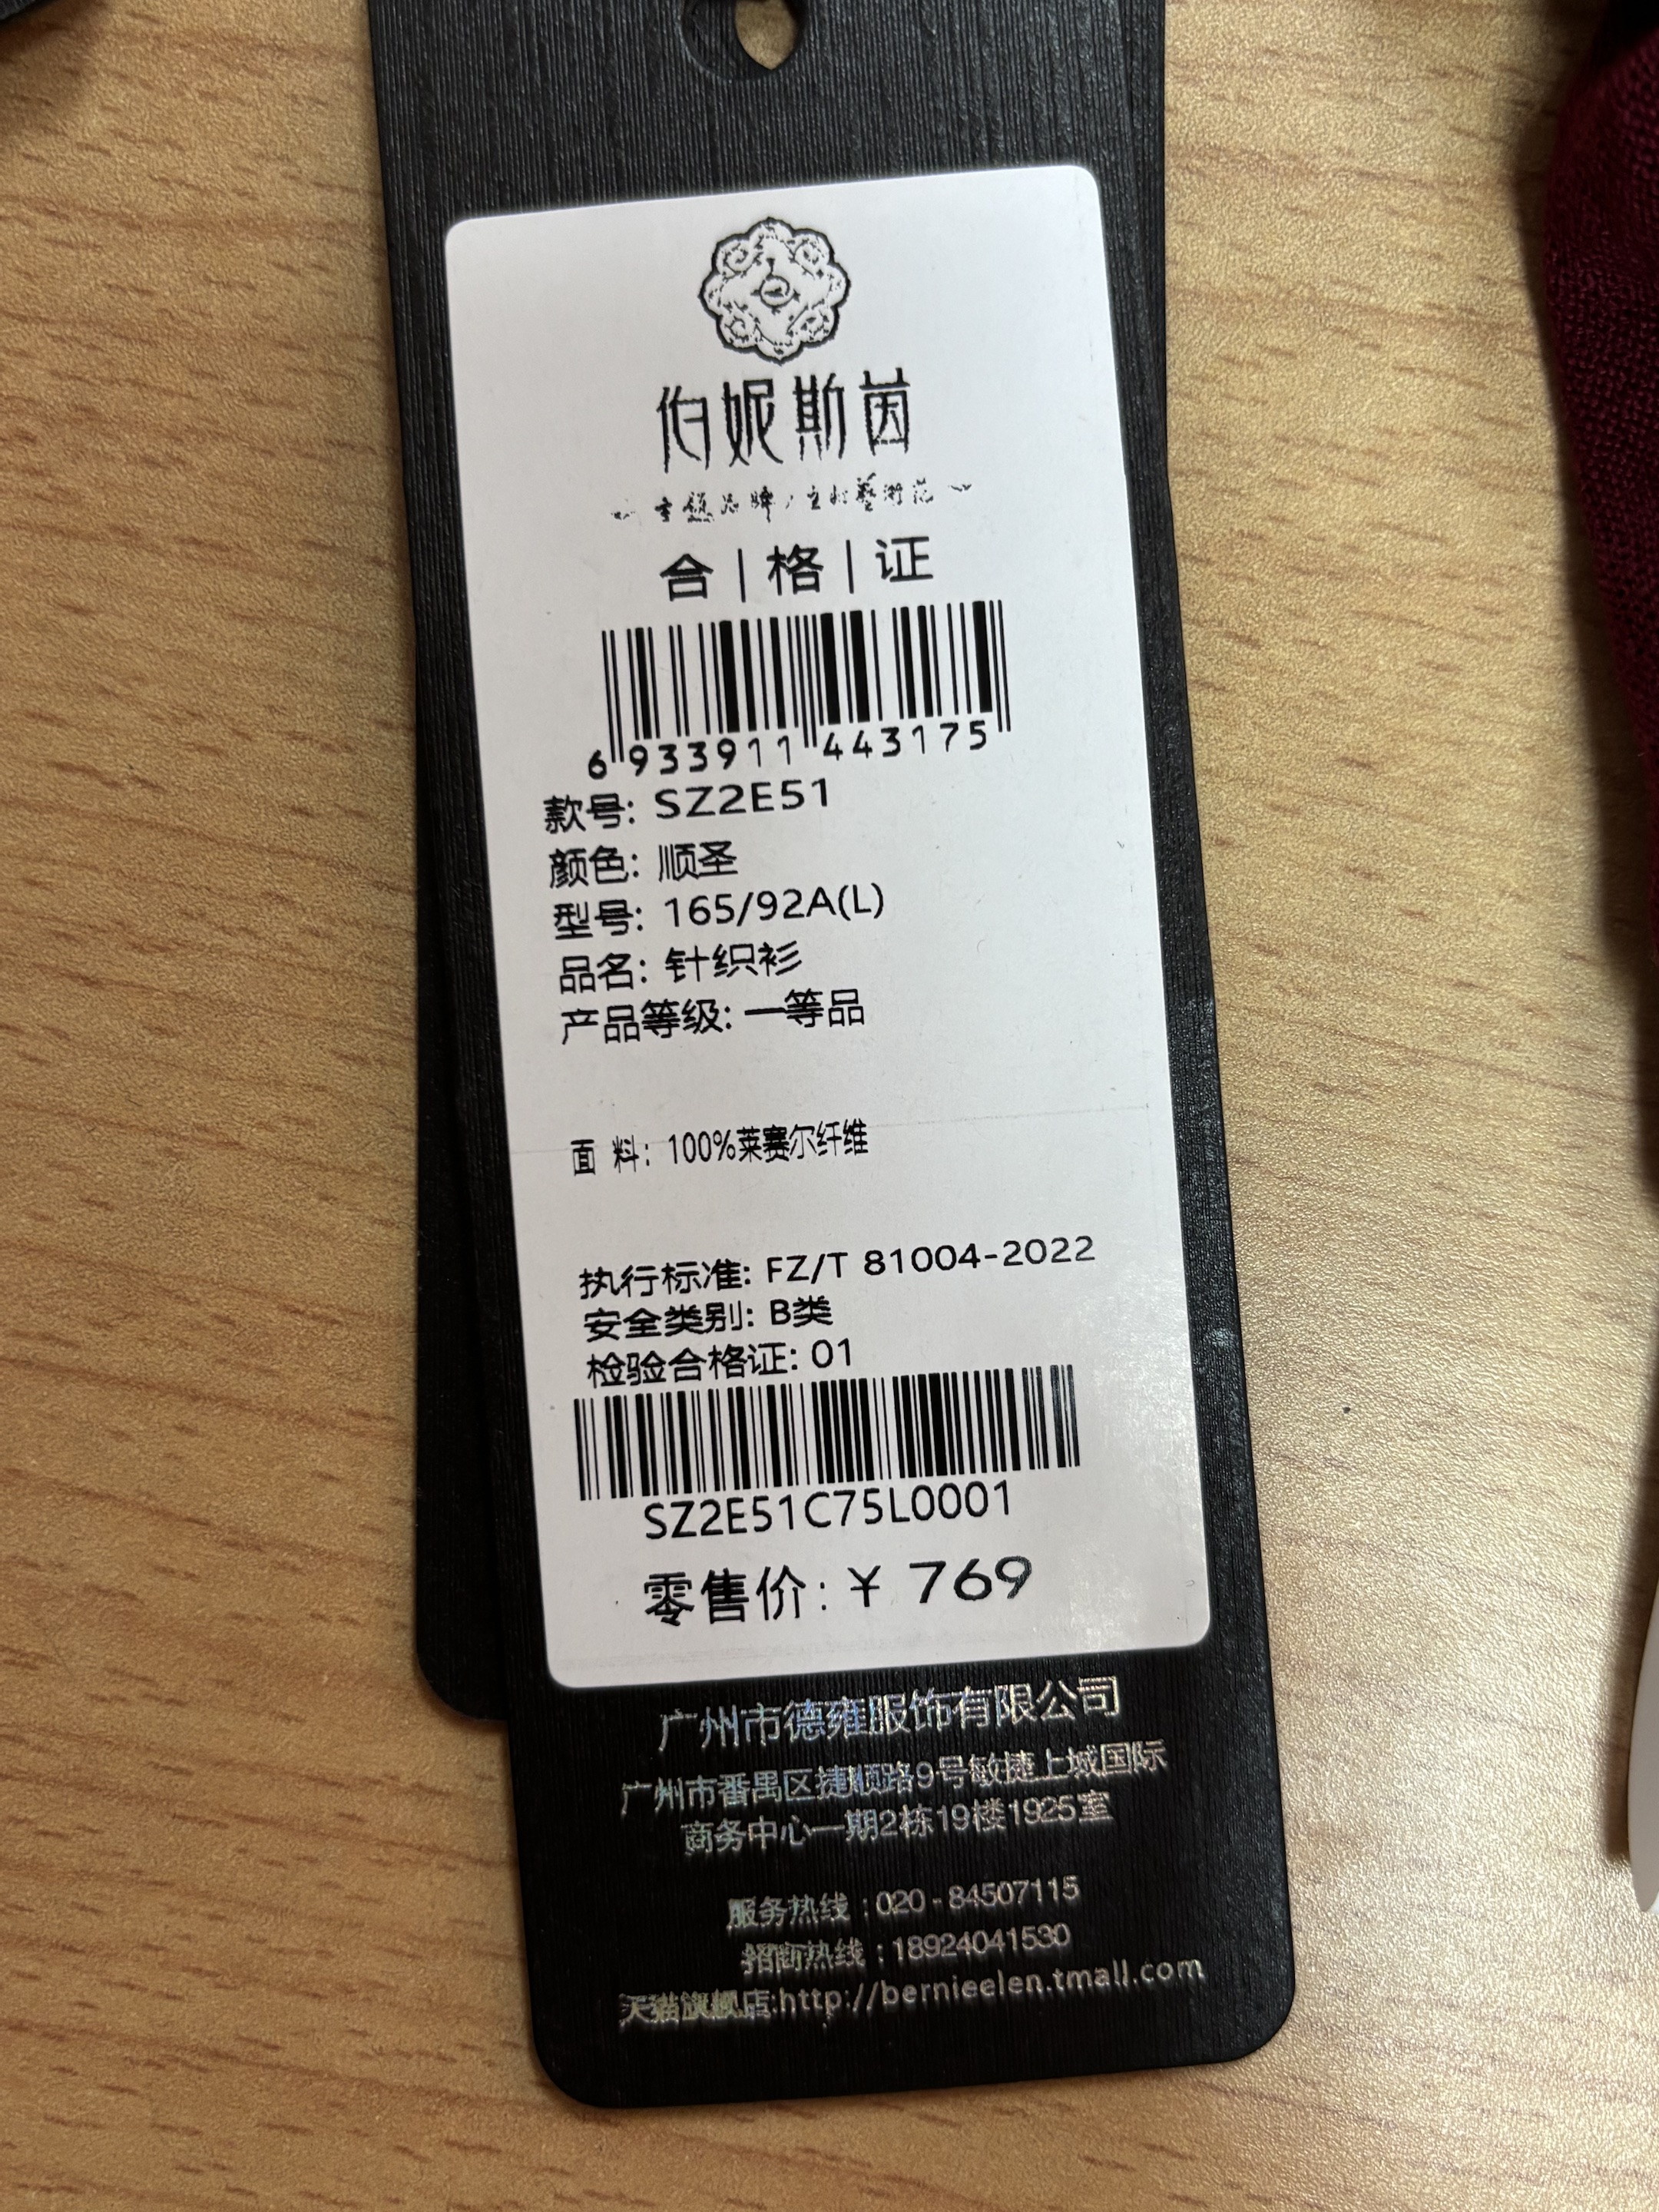 伯妮斯茵
合|格|证
6 933911 443175
款号: SZ2E51
颜色: 顺圣
型号: 165/92A(L)
品名: 针织衫
产品等级: 一等品
面 料: 100%莱赛尔纤维
执行标准: FZ/T 81004-2022
安全类别: B类
检验合格证: 01
SZ2E51C75L0001
零售价: ¥ 769
广州市德雍服饰有限公司
广州市番禺区捷顺路9号敏捷上城国际
商务中心一期2栋19楼1925室
服务热线：020-84507115
招商热线：18924041530
天猫旗舰店:http://bernieelen.tmall.com